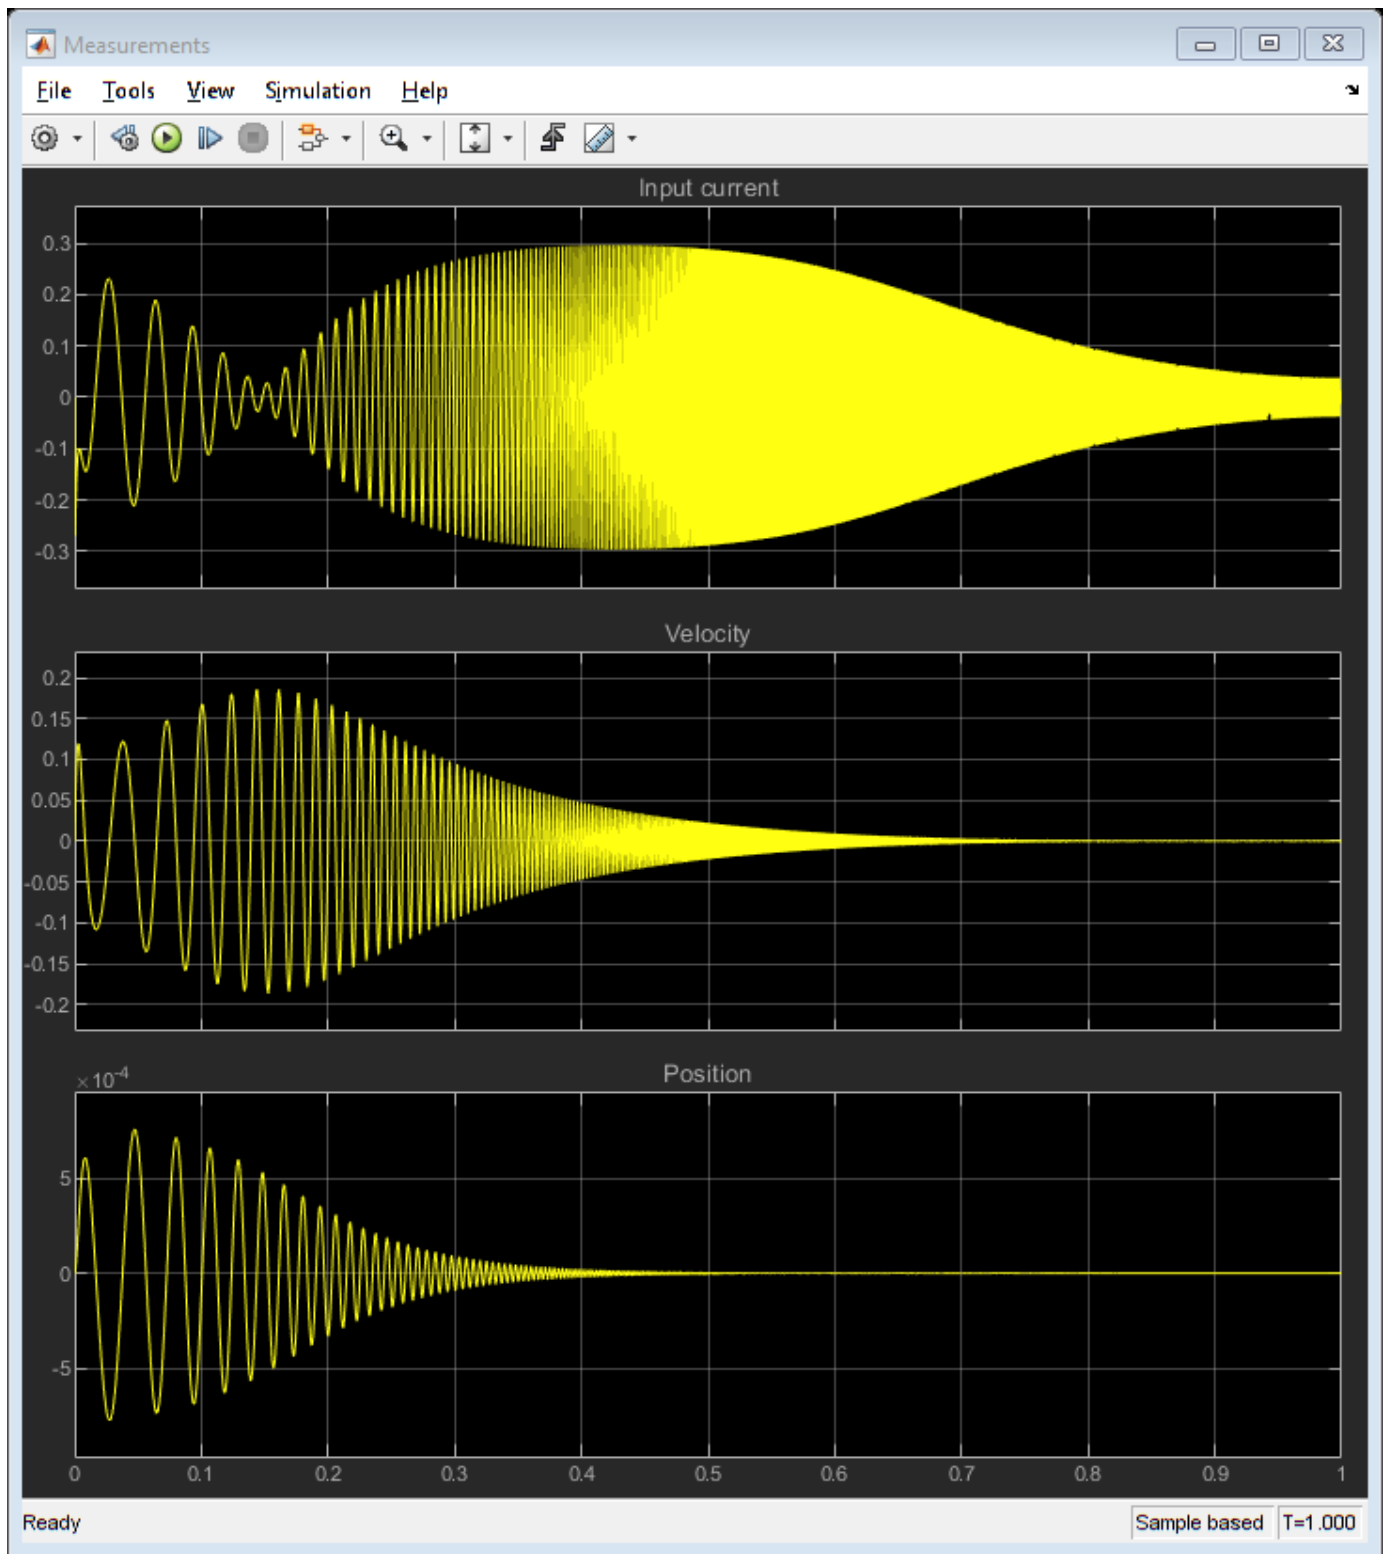 Measurements
File Tools View Simulation Help
Input current
0.3
0.2
0.1
0
-0.1
-0.2
-0.3
Velocity
0.2
0.15
0.1
0.05
0
-0.05
-0.1
-0.15
-0.2
Position
×10-4
5
0
-5
0 0.1 0.2 0.3 0.4 0.5 0.6 0.7 0.8 0.9 1
Ready Sample based T=1.000